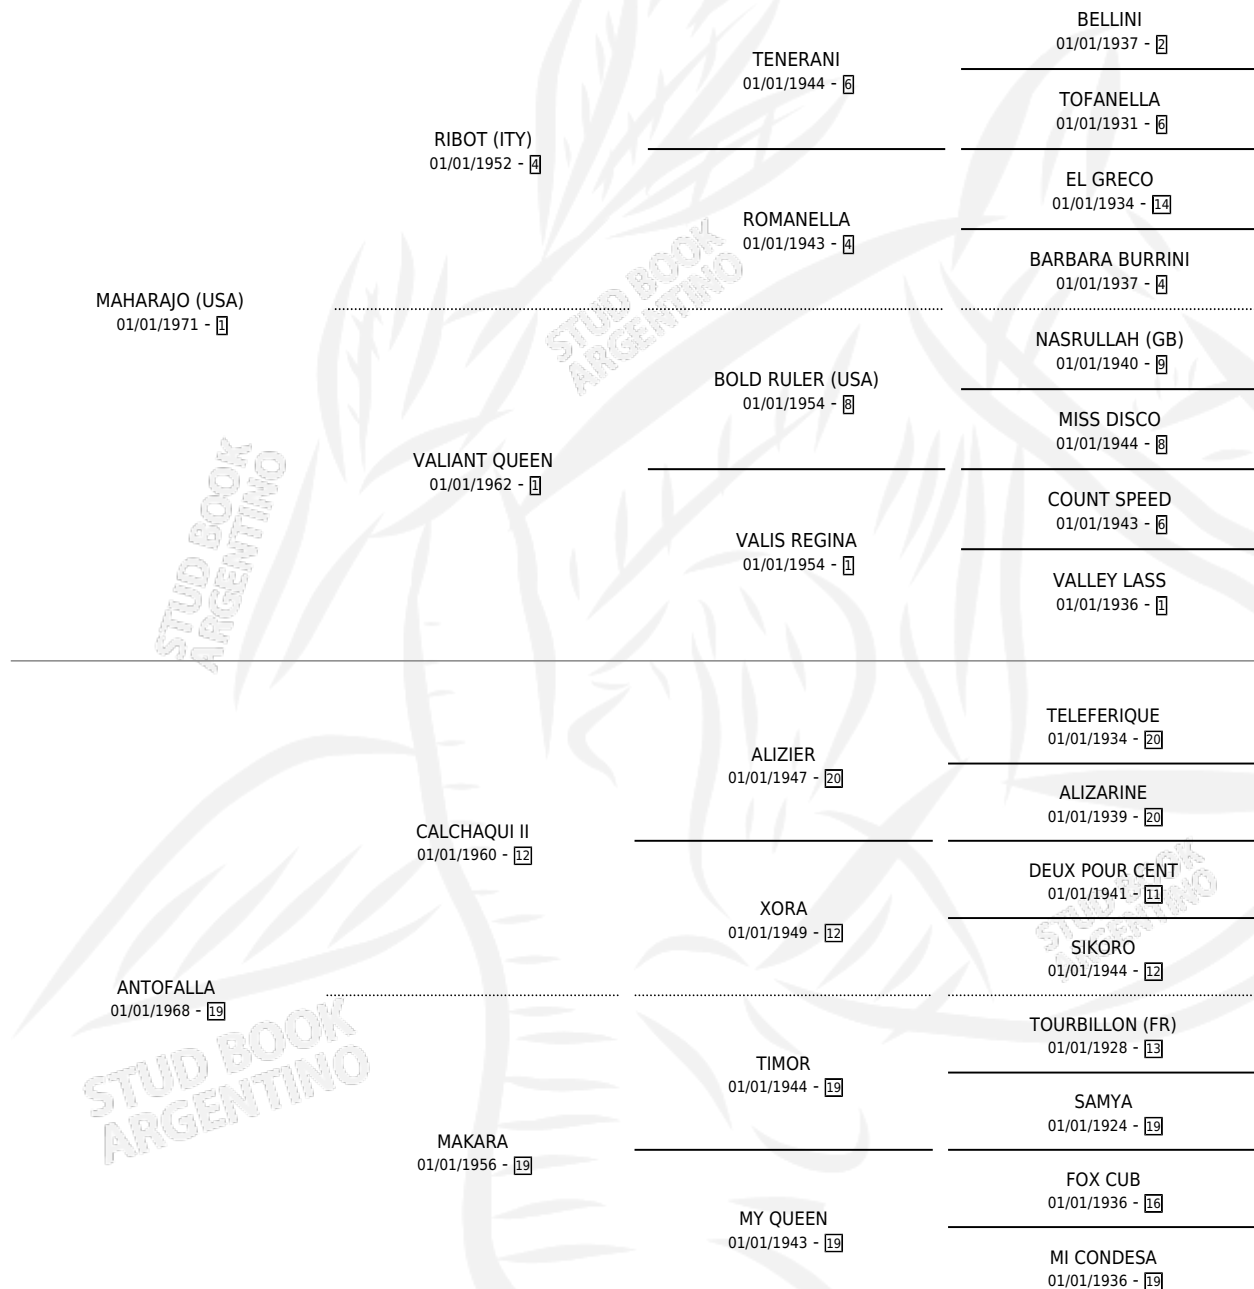 BELLINI
01/01/1937 - 2
TENERANI
01/01/1944 - 6
TOFANELLA
01/01/1931 - 6
RIBOT (ITY)
01/01/1952 - 4
EL GRECO
01/01/1934 - 14
ROMANELLA
01/01/1943 - 4
BARBARA BURRINI
01/01/1937 - 4
MAHARAJO (USA)
01/01/1971 - 1
NASRULLAH (GB)
01/01/1940 - 9
BOLD RULER (USA)
01/01/1954 - 8
MISS DISCO
01/01/1944 - 8
VALIANT QUEEN
01/01/1962 - 1
COUNT SPEED
01/01/1943 - 6
VALIS REGINA
01/01/1954 - 1
VALLEY LASS
01/01/1936 - 1
TELEFERIQUE
01/01/1934 - 20
ALIZIER
01/01/1947 - 20
ALIZARINE
01/01/1939 - 20
CALCHAQUI II
01/01/1960 - 12
DEUX POUR CENT
01/01/1941 - 11
XORA
01/01/1949 - 12
SIKORO
01/01/1944 - 12
ANTOFALLA
01/01/1968 - 19
TOURBILLON (FR)
01/01/1928 - 13
TIMOR
01/01/1944 - 19
SAMYA
01/01/1924 - 19
MAKARA
01/01/1956 - 19
FOX CUB
01/01/1936 - 16
MY QUEEN
01/01/1943 - 19
MI CONDESA
01/01/1936 - 19
STUD BOOK
ARGENTINO
STUD BOOK
ARGENTINO
STUD BOOK
ARGENTINO
STUD BOOK
ARGENTINO